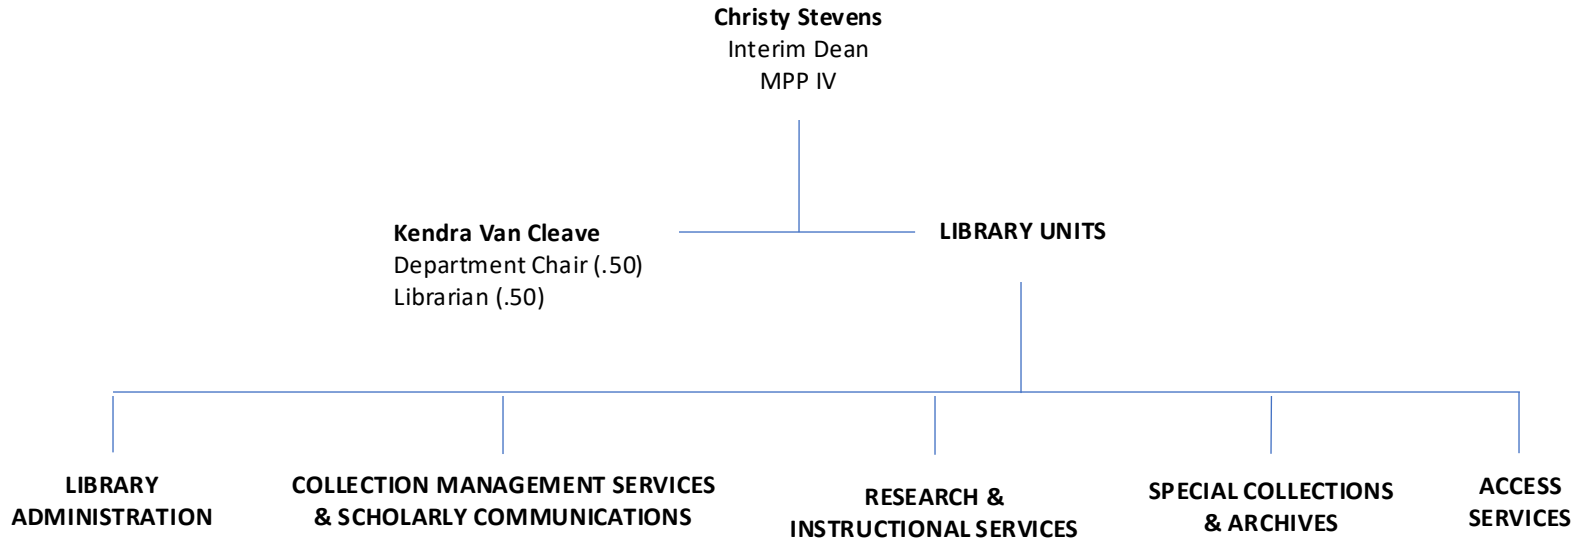 Christy Stevens
Interim Dean
MPP IV
Kendra Van Cleave
Department Chair (.50)
Librarian (.50)
LIBRARY UNITS
LIBRARY
ADMINISTRATION
COLLECTION MANAGEMENT SERVICES
& SCHOLARLY COMMUNICATIONS
RESEARCH &
INSTRUCTIONAL SERVICES
SPECIAL COLLECTIONS
& ARCHIVES
ACCESS
SERVICES